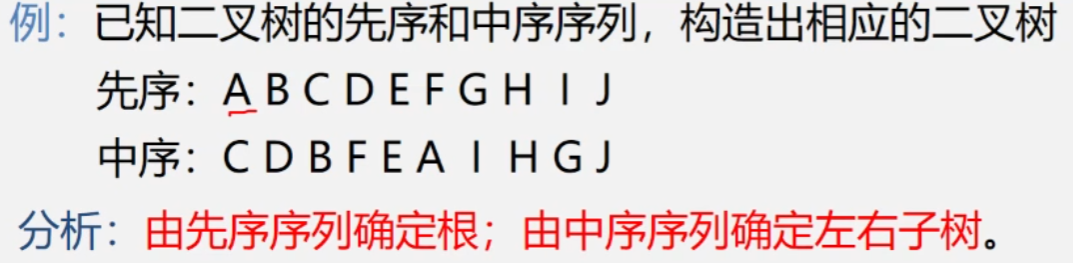 例：已知二叉树的先序和中序序列，构造出相应的二叉树
先序：A B C D E F G H I J
中序：C D B F E A I H G J
分析：由先序序列确定根；由中序序列确定左右子树。